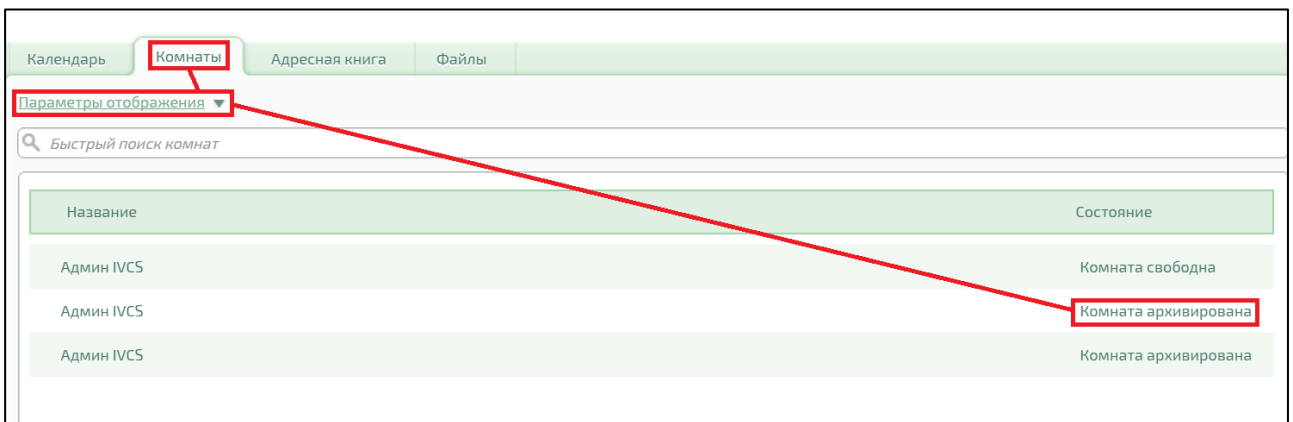 Календарь Комнаты Адресная книга Файлы
Параметры отображения
Быстрый поиск комнат
Название Состояние
Админ IVCS Комната свободна
Админ IVCS Комната архивирована
Админ IVCS Комната архивирована